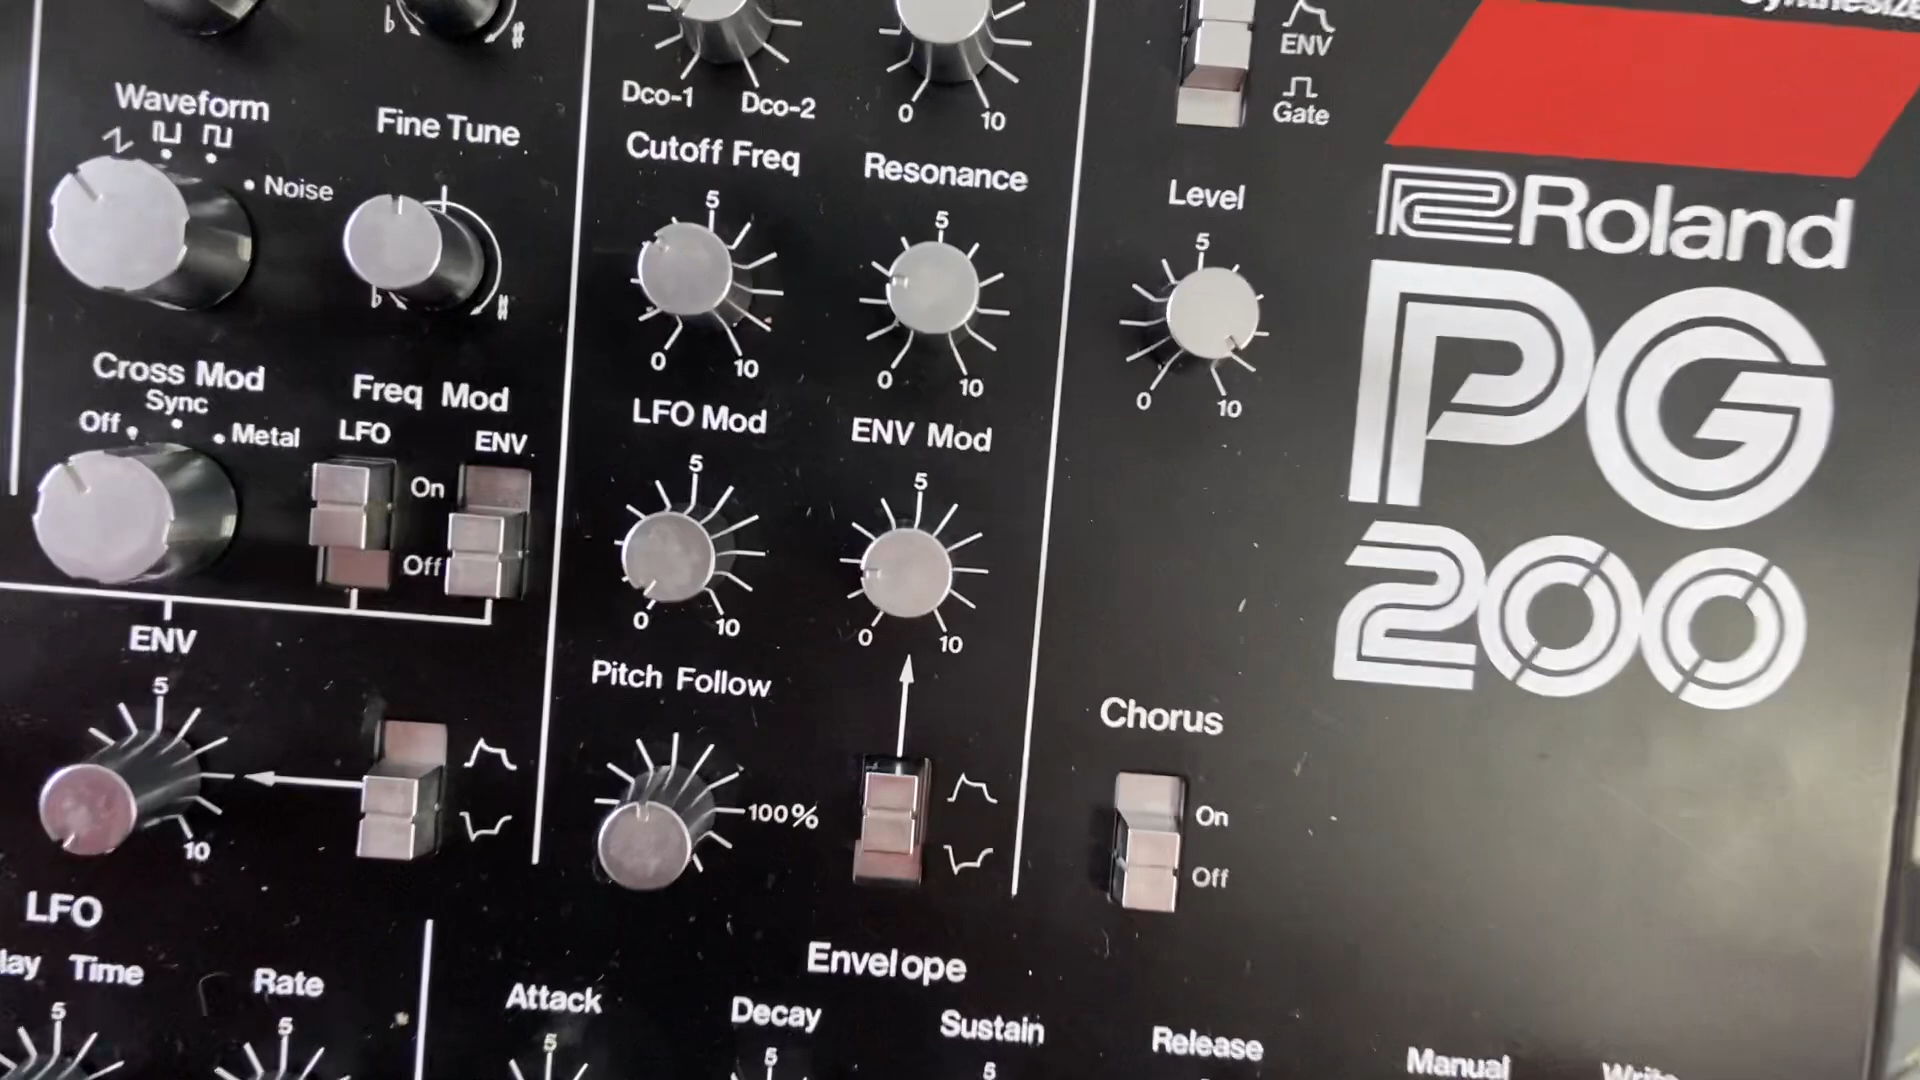 Synthesize
ENV
Gate
Dco-1 Dco-2
0 10
Waveform
Fine Tune
Noise
Cutoff Freq
Resonance
Level
5
0 10
5
0 10
5
0 10
Roland
PG
200
Cross Mod
Sync
Off Metal
Freq Mod
LFO ENV
On
Off
LFO Mod
ENV Mod
5
0 10
5
0 10
ENV
5
10
Pitch Follow
100%
Chorus
On
Off
LFO
lay Time
Rate
5
5
Envelope
Attack
Decay
Sustain
Release
5
5
5
Manual
Write